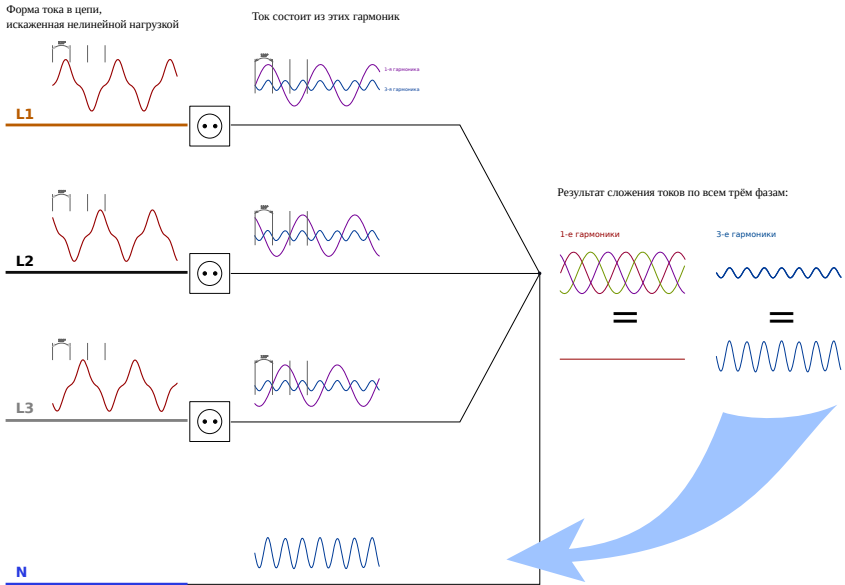 Форма тока в цепи,
искаженная нелинейной нагрузкой
Ток состоит из этих гармоник
1-я гармоника
3-я гармоника
L1
L2
Результат сложения токов по всем трём фазам:
1-е гармоники
3-е гармоники
L3
N